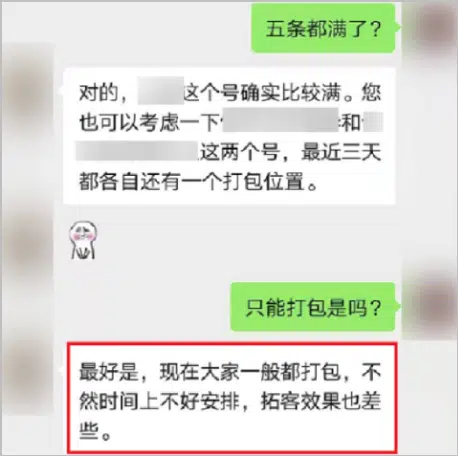 五条都满了？
对的，这个号确实比较满。您
也可以考虑一下和
这两个号，最近三天
都各自还有一个打包位置。
只能打包是吗？
最好是，现在大家一般都打包，不
然时间上不好安排，拓客效果也差
些。